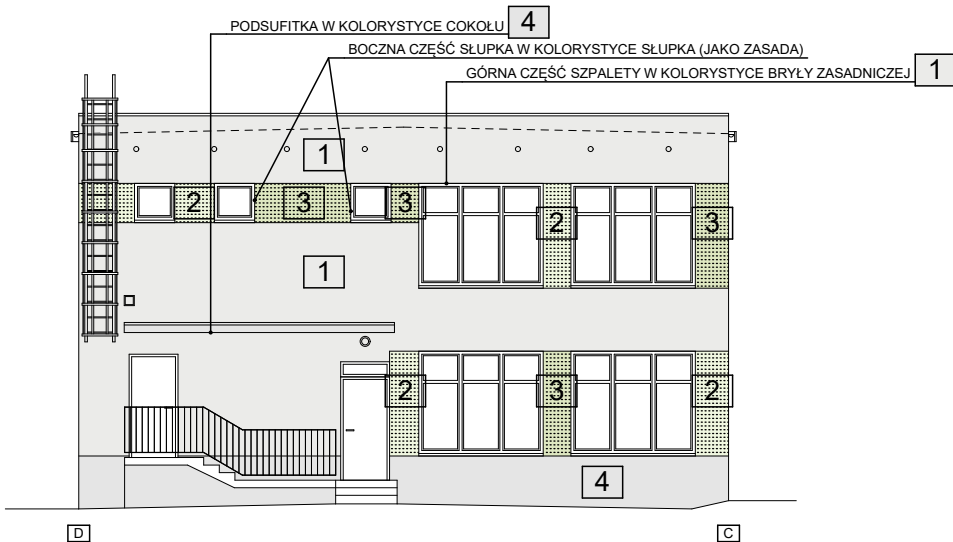 PODSUFITKA W KOLORYSTYCE COKOŁU 4
BOCZNA CZĘŚĆ SŁUPKA W KOLORYSTYCE SŁUPKA (JAKO ZASADA)
GÓRNA CZĘŚĆ SZPALETY W KOLORYSTYCE BRYŁY ZASADNICZEJ 1
1
2 3 3 2 3
1
2 3 2
4
D C